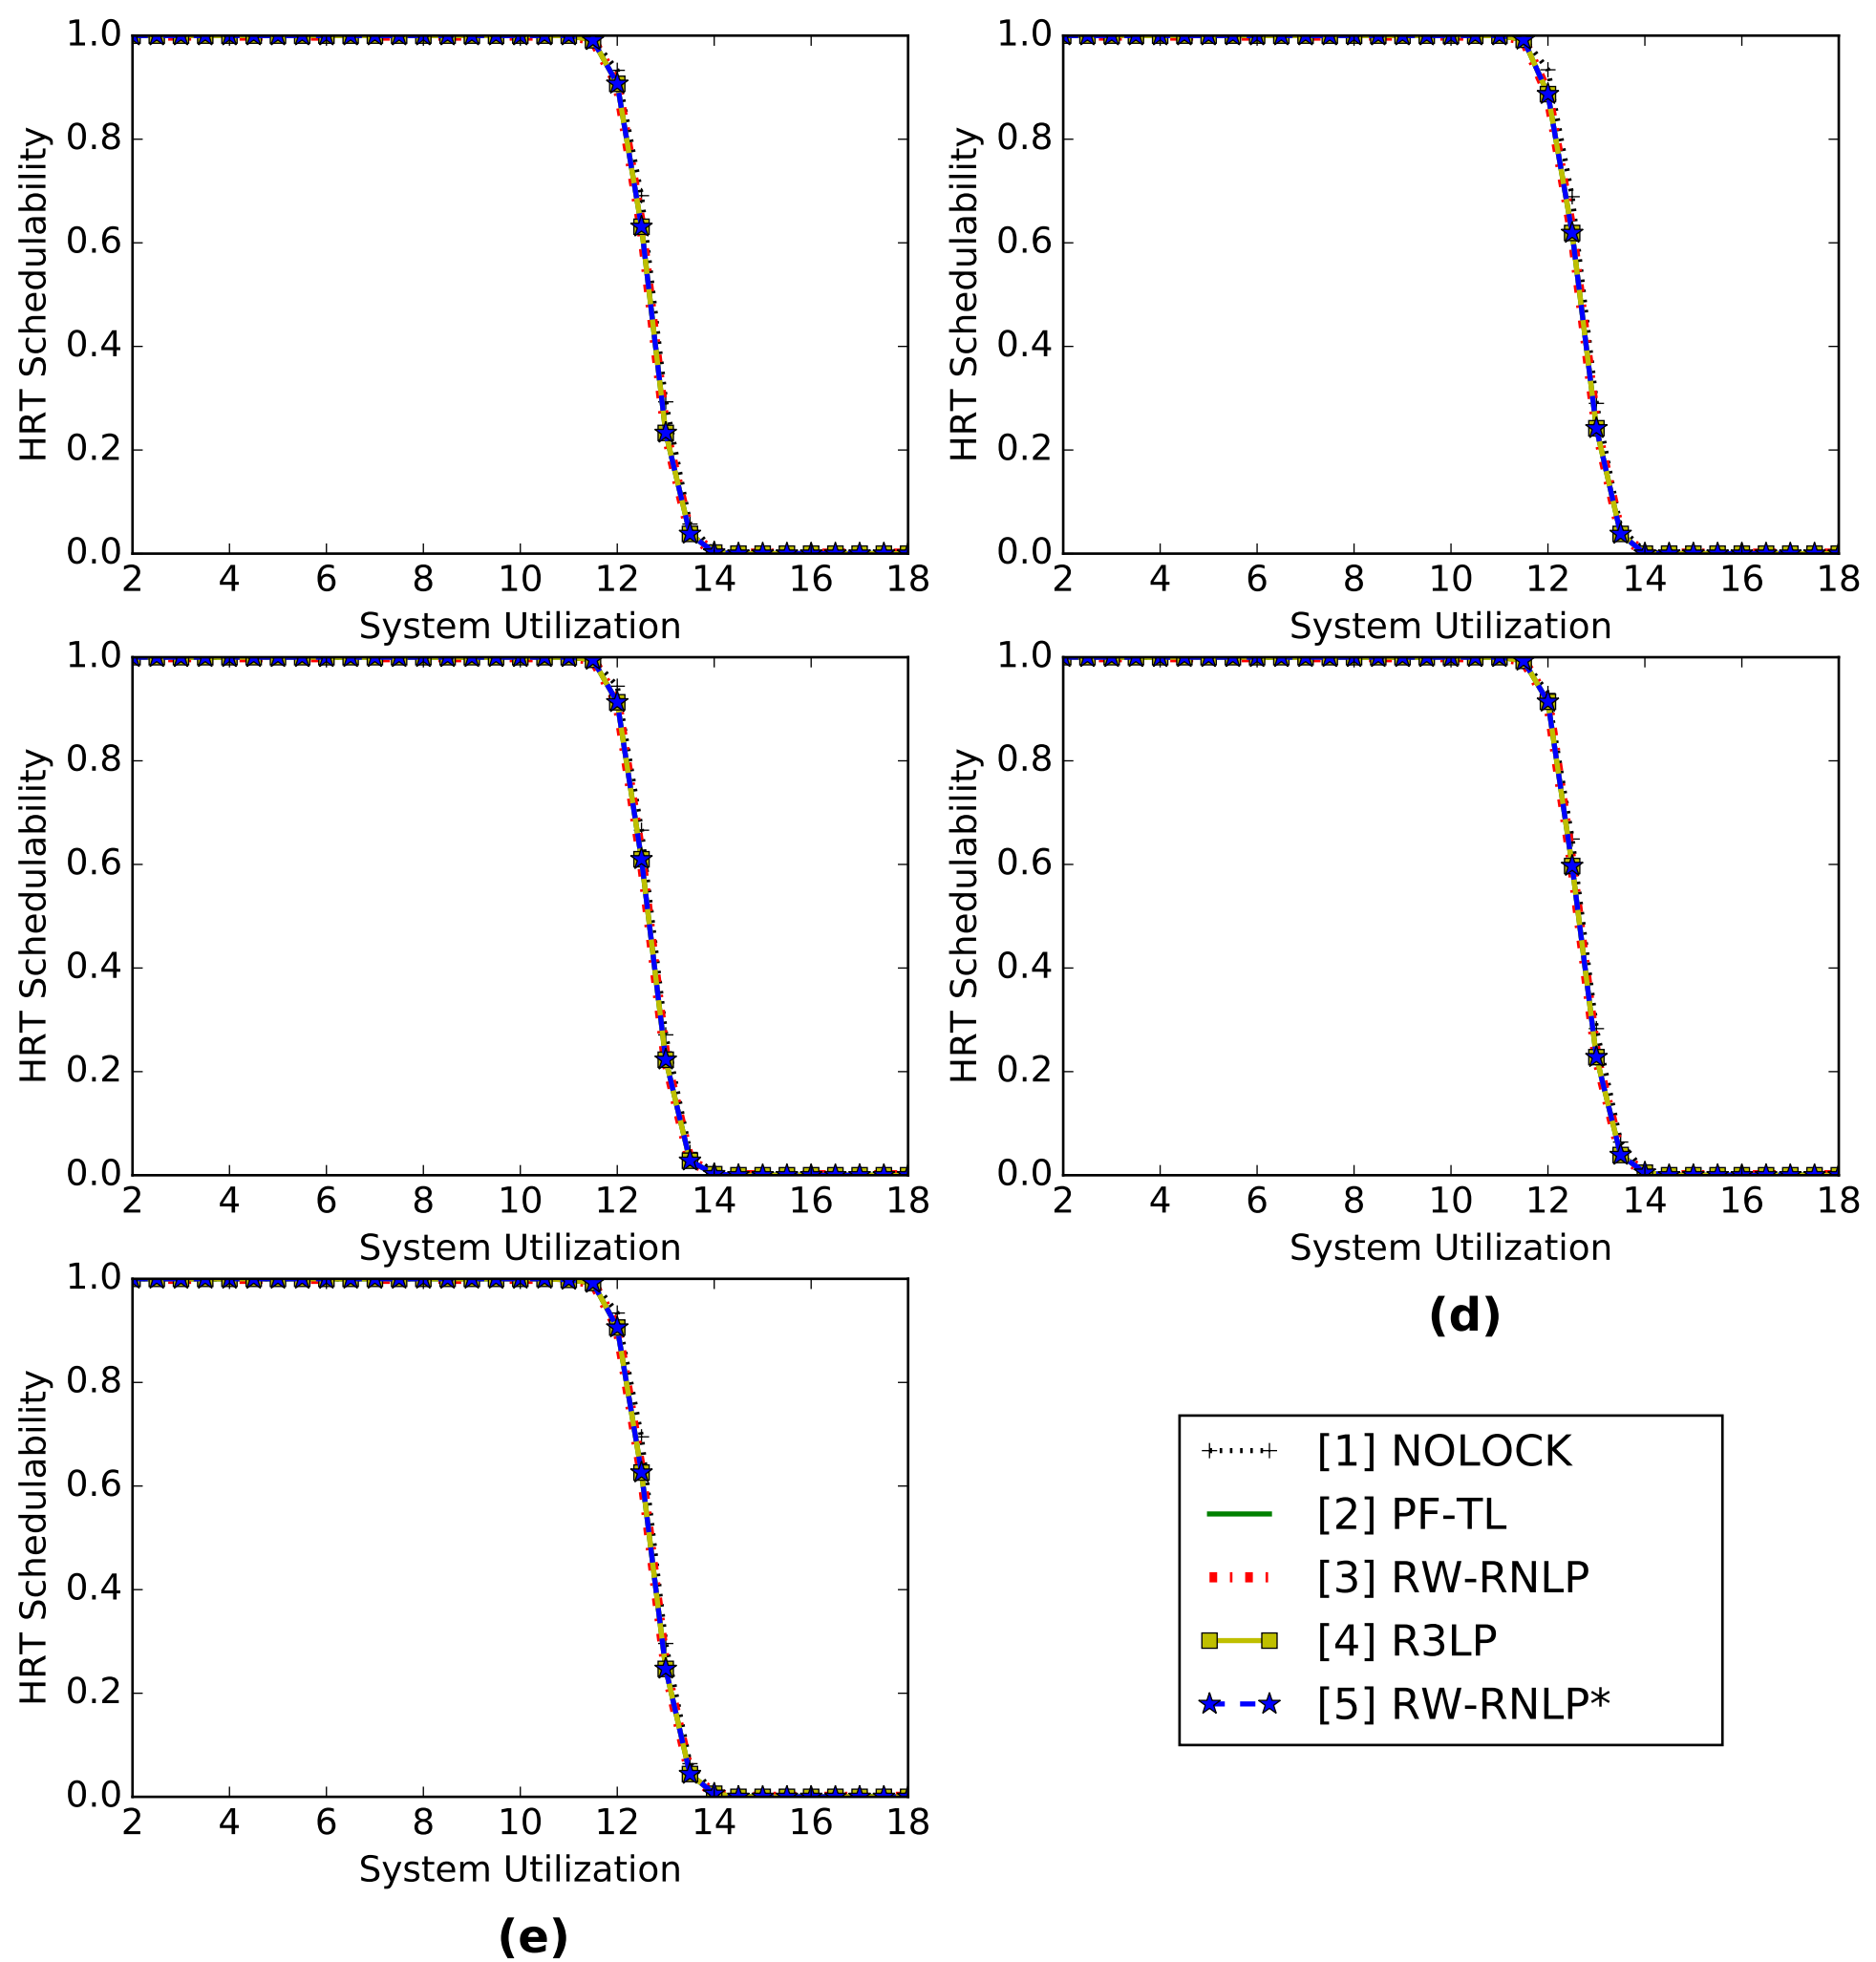 1.0
0.8
0.6
0.4
0.2
0.0
HRT Schedulability
2 4 6 8 10 12 14 16 18
System Utilization
1.0
0.8
0.6
0.4
0.2
0.0
HRT Schedulability
2 4 6 8 10 12 14 16 18
System Utilization
1.0
0.8
0.6
0.4
0.2
0.0
HRT Schedulability
2 4 6 8 10 12 14 16 18
System Utilization
1.0
0.8
0.6
0.4
0.2
0.0
HRT Schedulability
2 4 6 8 10 12 14 16 18
System Utilization
(d)
1.0
0.8
0.6
0.4
0.2
0.0
HRT Schedulability
2 4 6 8 10 12 14 16 18
System Utilization
(e)
[1] NOLOCK
[2] PF-TL
[3] RW-RNLP
[4] R3LP
[5] RW-RNLP*